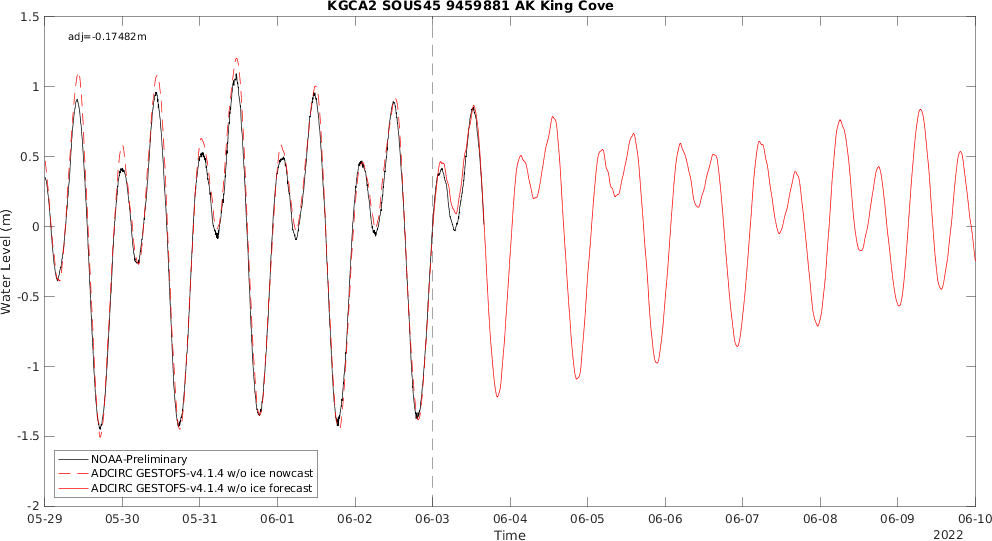 KGCA2 SOUS45 9459881 AK King Cove
adj=-0.17482m
1.5
1
0.5
0
-0.5
-1
-1.5
-2
Water Level (m)
NOAA-Preliminary
ADCIRC GESTOFS-v4.1.4 w/o ice nowcast
ADCIRC GESTOFS-v4.1.4 w/o ice forecast
05-29 05-30 05-31 06-01 06-02 06-03 06-04 06-05 06-06 06-07 06-08 06-09 06-10
Time
2022